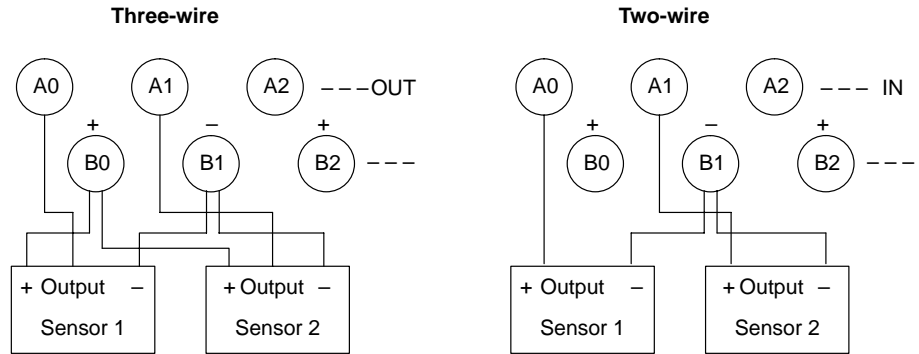 Three-wire
Two-wire
A0 A1 A2 – – – OUT
A0 A1 A2 – – – IN
+ – +
+ – +
B0 B1 B2 – – –
B0 B1 B2 – – –
+ Output –
+ Output –
+ Output –
+ Output –
Sensor 1
Sensor 2
Sensor 1
Sensor 2